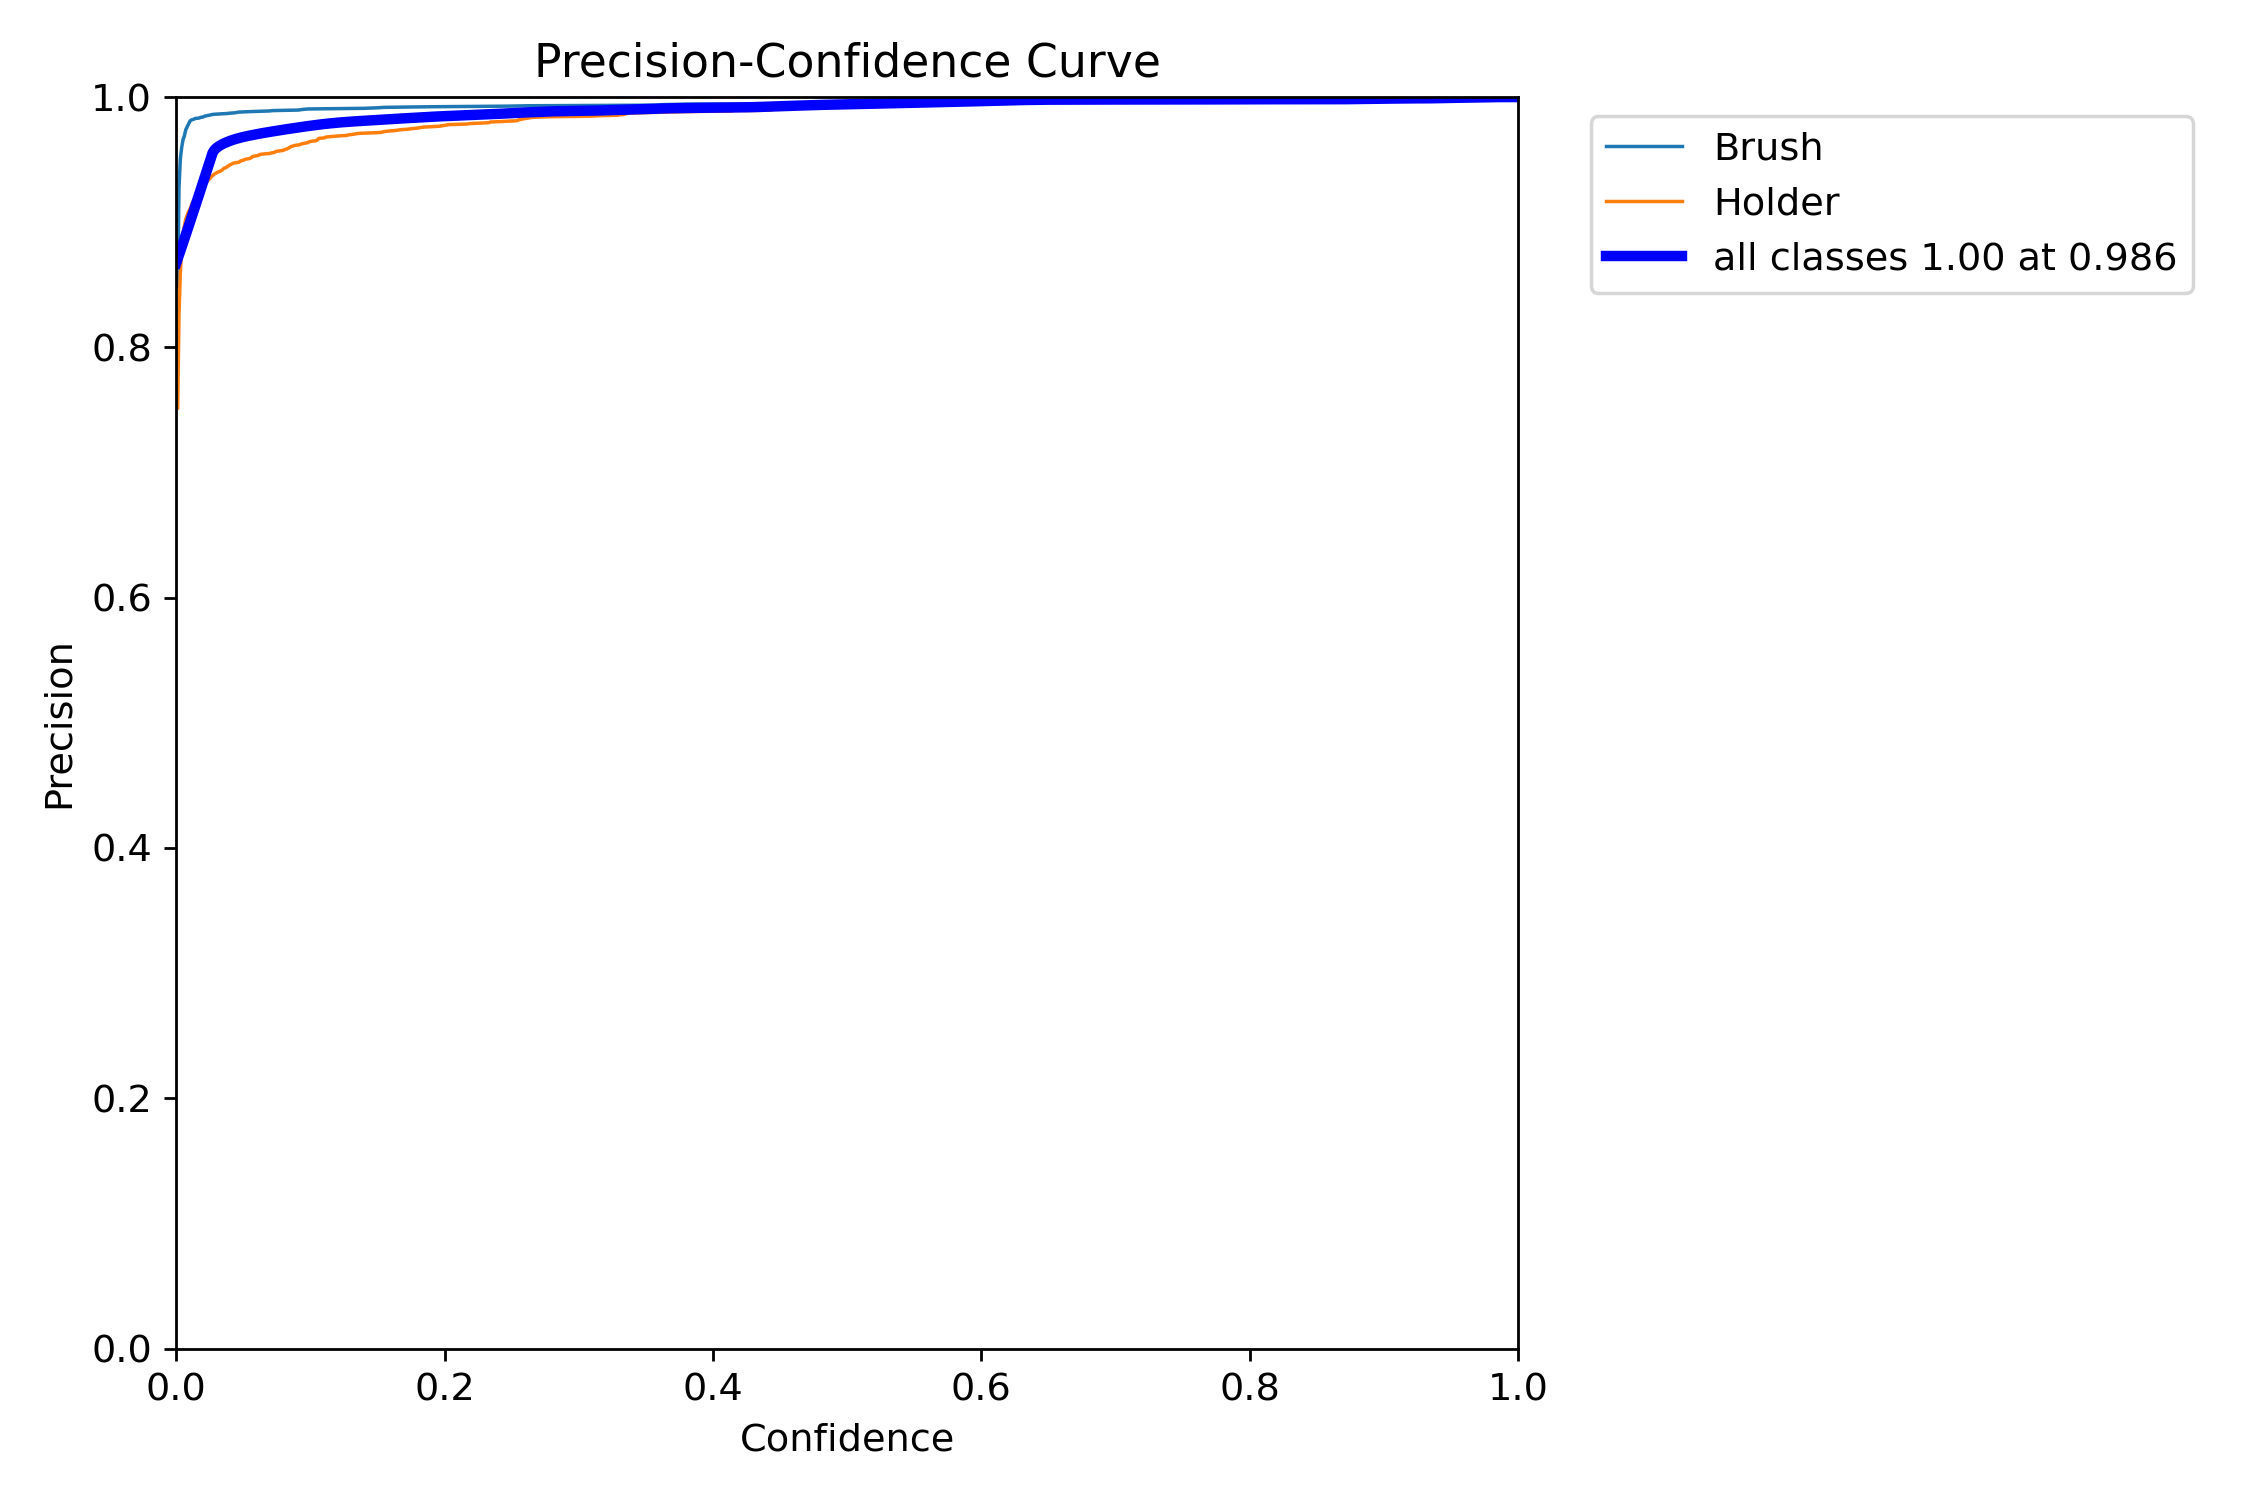 Precision-Confidence Curve
1.0
0.8
0.6
0.4
0.2
0.0
Precision
0.0 0.2 0.4 0.6 0.8 1.0
Confidence
Brush
Holder
all classes 1.00 at 0.986